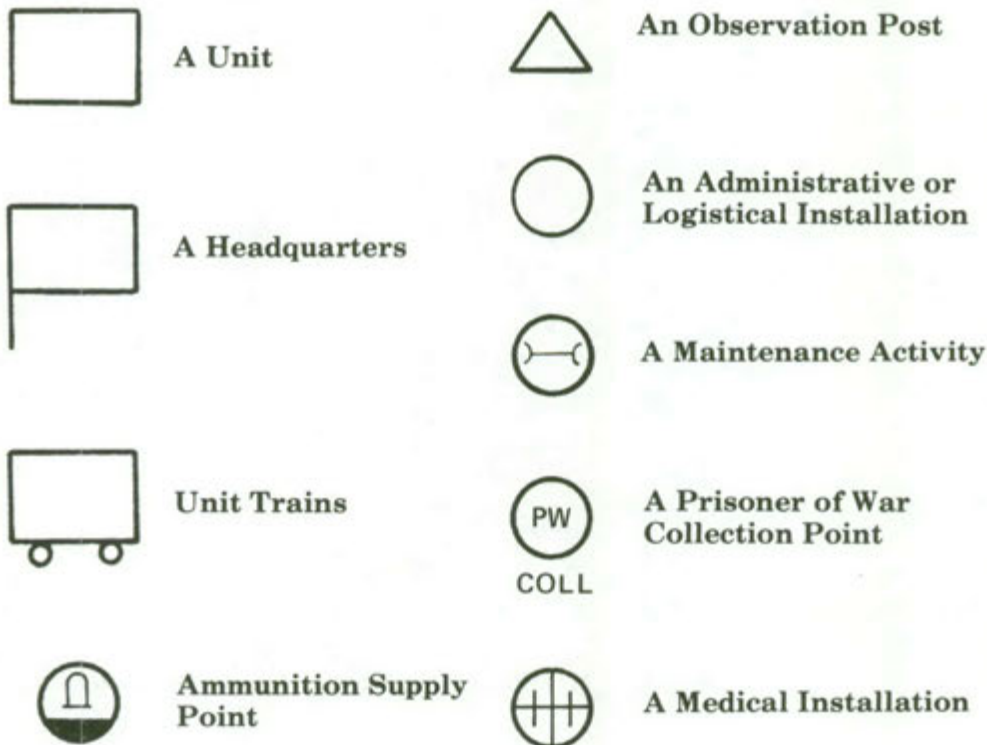 A Unit
A Headquarters
Unit Trains
Ammunition Supply
Point
An Observation Post
An Administrative or
Logistical Installation
A Maintenance Activity
PW
COLL
A Prisoner of War
Collection Point
A Medical Installation